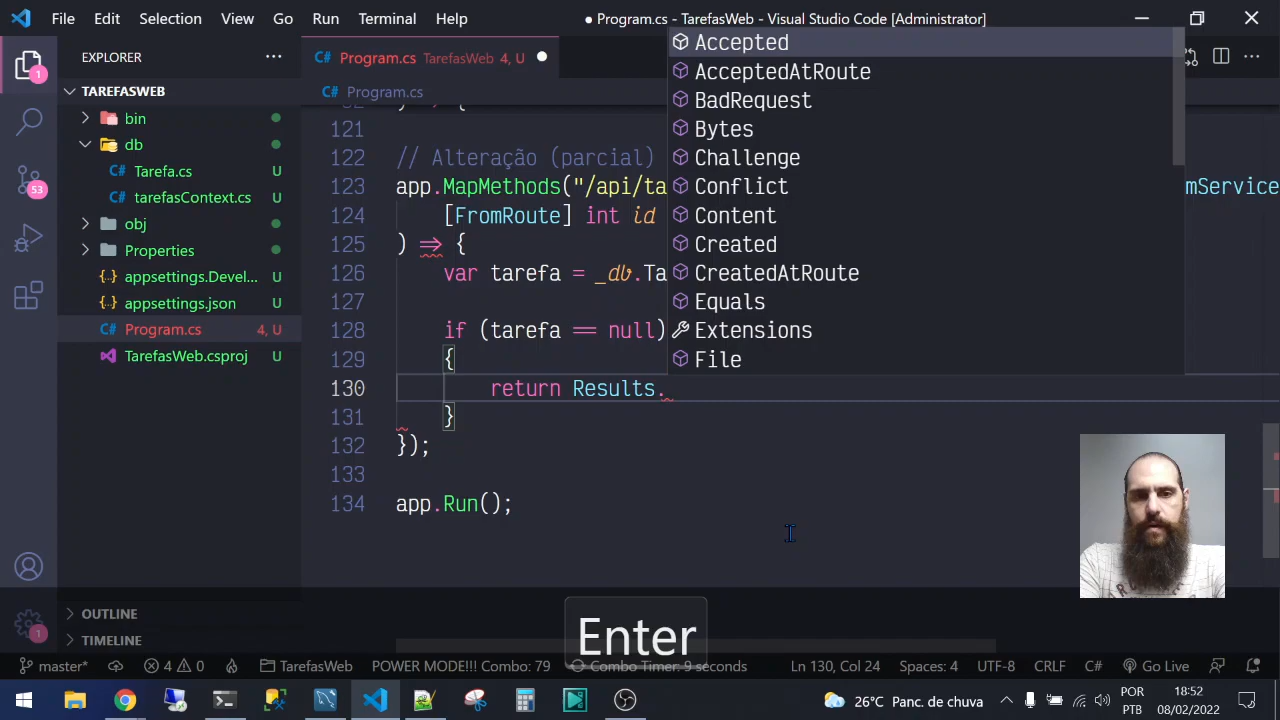 File Edit Selection View Go Run Terminal Help
● Program.cs - TarefasWeb - Visual Studio Code [Administrator]
EXPLORER
Program.cs TarefasWeb 4, U
Program.cs
TAREFASWEB
bin
db
Tarefa.cs U
tarefasContext.cs U
obj
Properties
appsettings.Devel... U
appsettings.json U
Program.cs 4, U
TarefasWeb.csproj U
OUTLINE
TIMELINE
1
53
1
) => {
121
122 // Alteração (parcial)
123 app.MapMethods("/api/ta mService
124 [FromRoute] int id
125 ) => {
126 var tarefa = _db.Ta
127
128 if (tarefa == null)
129 {
130 return Results.
131 }
132 });
133
134 app.Run();
Accepted
AcceptedAtRoute
BadRequest
Bytes
Challenge
Conflict
Content
Created
CreatedAtRoute
Equals
Extensions
File
Enter
master* 4 0 TarefasWeb POWER MODE!!! Combo: 79 Combo Timer: 9 seconds Ln 130, Col 24 Spaces: 4 UTF-8 CRLF C# Go Live
26°C Panc. de chuva
POR
PTB
18:52
08/02/2022